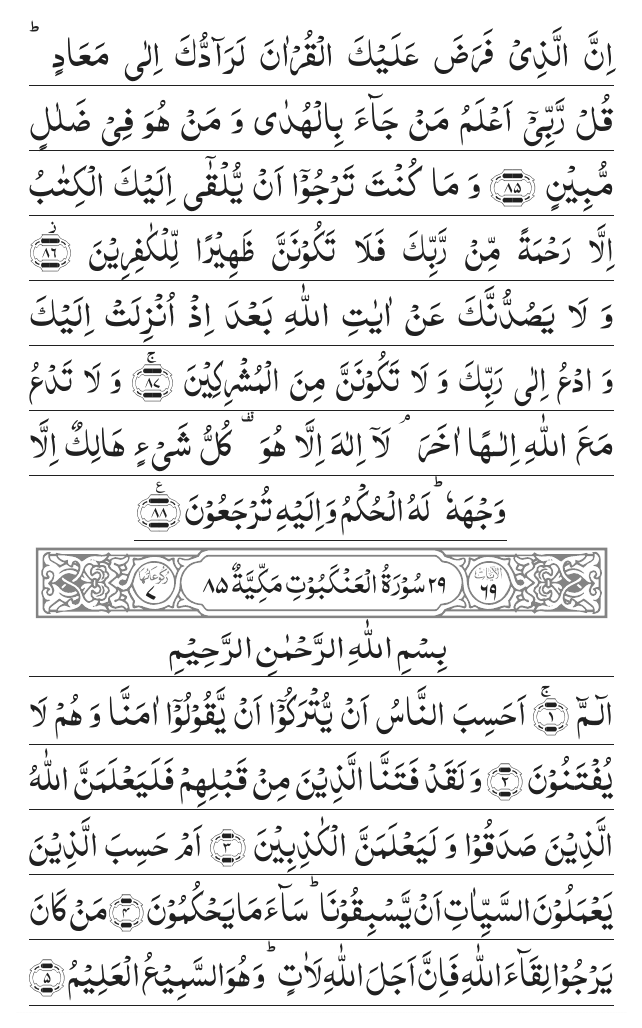 اِنَّ الَّذِیْ فَرَضَ عَلَیْكَ الْقُرْاٰنَ لَرَآدُّكَ اِلٰى مَعَادٍ ؕ
قُلْ رَّبِّیْۤ اَعْلَمُ مَنْ جَآءَ بِالْهُدٰى وَ مَنْ هُوَ فِیْ ضَلٰلٍ
مُّبِیْنٍ ﴿۸۵﴾ وَ مَا كُنْتَ تَرْجُوْۤا اَنْ یُّلْقٰۤى اِلَیْكَ الْكِتٰبُ
اِلَّا رَحْمَةً مِّنْ رَّبِّكَ فَلَا تَكُوْنَنَّ ظَهِیْرًا لِّلْكٰفِرِیْنَ ﴿۸۶﴾ ز
وَ لَا یَصُدُّنَّكَ عَنْ اٰیٰتِ اللّٰهِ بَعْدَ اِذْ اُنْزِلَتْ اِلَیْكَ
وَ ادْعُ اِلٰى رَبِّكَ وَ لَا تَكُوْنَنَّ مِنَ الْمُشْرِكِیْنَ ﴿۸۷﴾ ۚ وَ لَا تَدْعُ
مَعَ اللّٰهِ اِلٰهًا اٰخَرَ ۘ لَاۤ اِلٰهَ اِلَّا هُوَ ۫ كُلُّ شَیْءٍ هَالِكٌ اِلَّا
وَجْهَهٗ ؕ لَهُ الْحُكْمُ وَ اِلَیْهِ تُرْجَعُوْنَ ﴿۸۸﴾ ع
اٰیَاتُهَا ۶۹ ۲۹ سُوْرَةُ الْعَنْكَبُوْتِ مَكِّیَّةٌ ۸۵ رُكُوْعَاتُهَا ۷
بِسْمِ اللّٰهِ الرَّحْمٰنِ الرَّحِیْمِ
الٓمّٓ ﴿۱﴾ ۚ اَحَسِبَ النَّاسُ اَنْ یُّتْرَكُوْۤا اَنْ یَّقُوْلُوْۤا اٰمَنَّا وَ هُمْ لَا
یُفْتَنُوْنَ ﴿۲﴾ وَ لَقَدْ فَتَنَّا الَّذِیْنَ مِنْ قَبْلِهِمْ فَلَیَعْلَمَنَّ اللّٰهُ
الَّذِیْنَ صَدَقُوْا وَ لَیَعْلَمَنَّ الْكٰذِبِیْنَ ﴿۳﴾ اَمْ حَسِبَ الَّذِیْنَ
یَعْمَلُوْنَ السَّیِّاٰتِ اَنْ یَّسْبِقُوْنَا ؕ سَآءَ مَا یَحْكُمُوْنَ ﴿۴﴾ مَنْ كَانَ
یَرْجُوْا لِقَآءَ اللّٰهِ فَاِنَّ اَجَلَ اللّٰهِ لَاٰتٍ ؕ وَ هُوَ السَّمِیْعُ الْعَلِیْمُ ﴿۵﴾